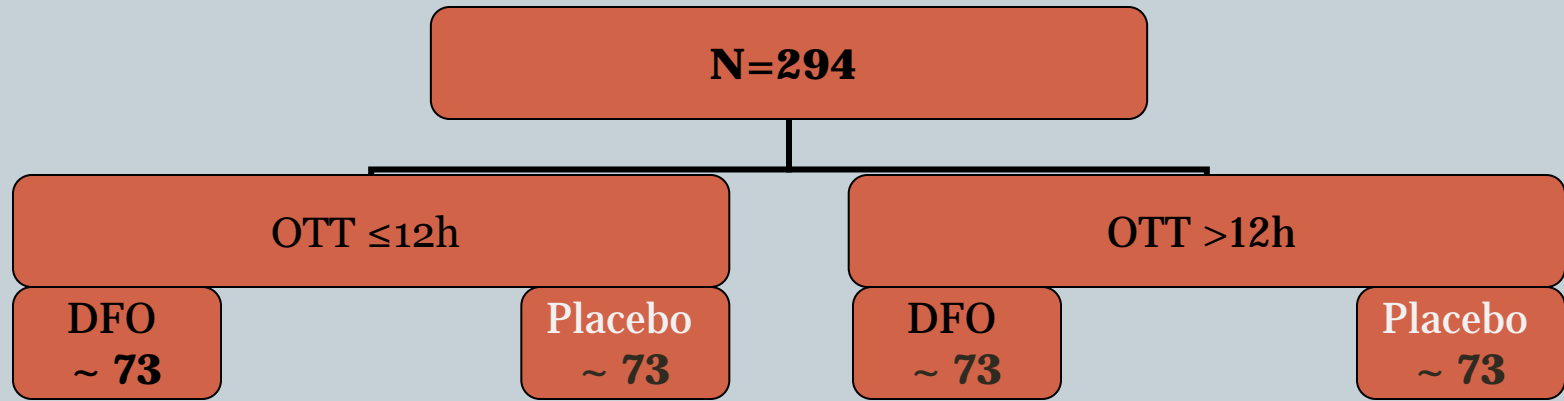 N=294
OTT ≤12h
OTT >12h
DFO
~ 73
Placebo
~ 73
DFO
~ 73
Placebo
~ 73